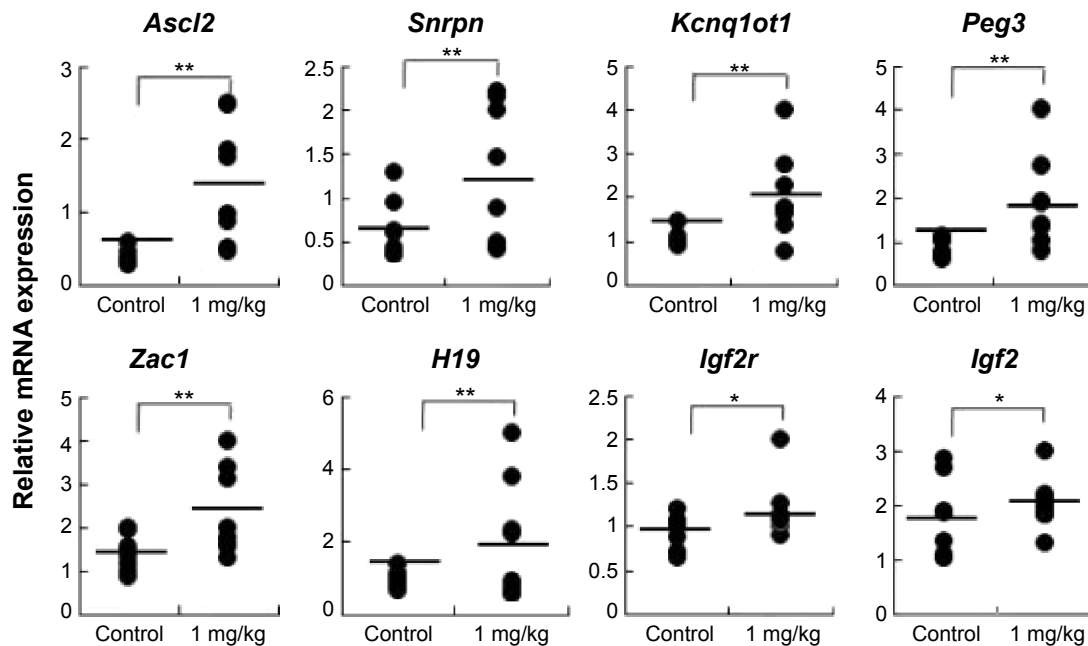 Ascl2 Snrpn Kcnq1ot1 Peg3
** ** ** **
3 2.5 5 5
2 4 4
2 1.5 3 3
1 2 2
1 0.5 1 1
0 0 0 0
Control 1 mg/kg Control 1 mg/kg Control 1 mg/kg Control 1 mg/kg
Relative mRNA expression
Zac1 H19 Igf2r Igf2
** ** * *
5 6 2.5 4
4 2 3
3 4 1.5 2
2 2 1 1
1 0.5
0 0 0 0
Control 1 mg/kg Control 1 mg/kg Control 1 mg/kg Control 1 mg/kg